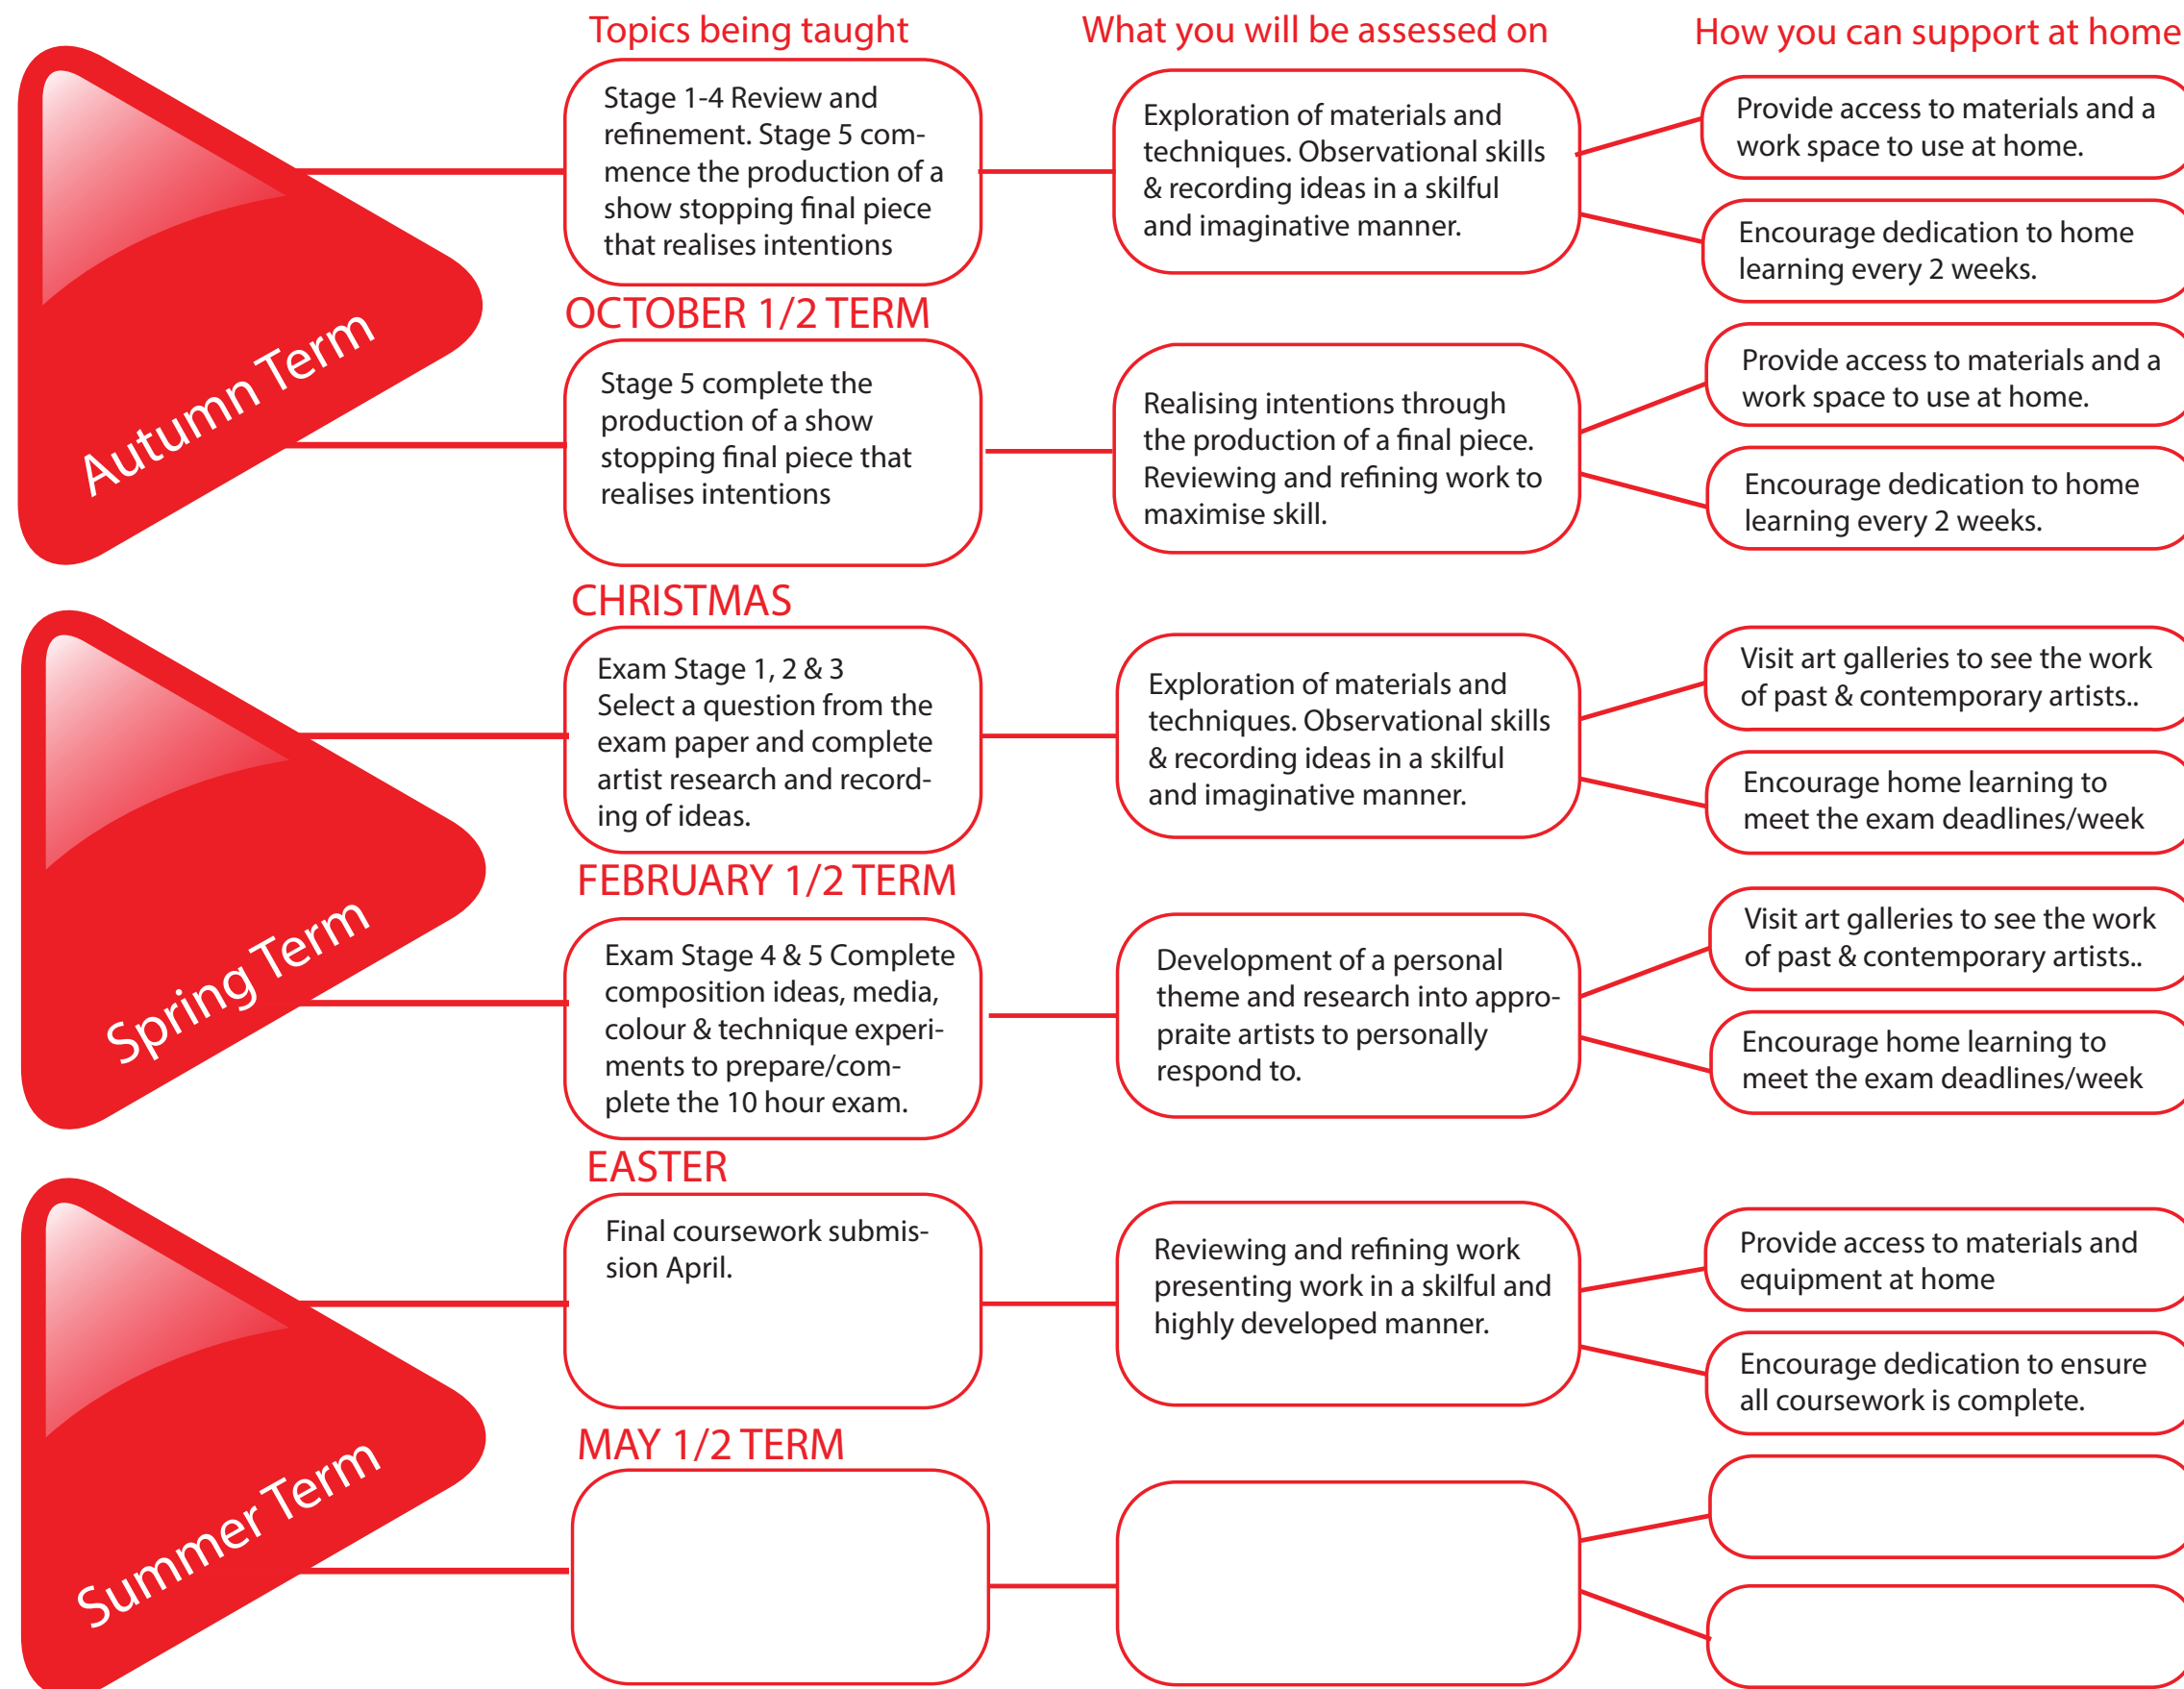 Topics being taught
What you will be assessed on
How you can support at home
Autumn Term
Stage 1-4 Review and
refinement. Stage 5 com-
mence the production of a
show stopping final piece
that realises intentions
Exploration of materials and
techniques. Observational skills
& recording ideas in a skilful
and imaginative manner.
Provide access to materials and a
work space to use at home.
Encourage dedication to home
learning every 2 weeks.
OCTOBER 1/2 TERM
Stage 5 complete the
production of a show
stopping final piece that
realises intentions
Realising intentions through
the production of a final piece.
Reviewing and refining work to
maximise skill.
Provide access to materials and a
work space to use at home.
Encourage dedication to home
learning every 2 weeks.
CHRISTMAS
Spring Term
Exam Stage 1, 2 & 3
Select a question from the
exam paper and complete
artist research and record-
ing of ideas.
Exploration of materials and
techniques. Observational skills
& recording ideas in a skilful
and imaginative manner.
Visit art galleries to see the work
of past & contemporary artists..
Encourage home learning to
meet the exam deadlines/week
FEBRUARY 1/2 TERM
Exam Stage 4 & 5 Complete
composition ideas, media,
colour & technique experi-
ments to prepare/com-
plete the 10 hour exam.
Development of a personal
theme and research into appro-
praite artists to personally
respond to.
Visit art galleries to see the work
of past & contemporary artists..
Encourage home learning to
meet the exam deadlines/week
EASTER
Summer Term
Final coursework submis-
sion April.
Reviewing and refining work
presenting work in a skilful and
highly developed manner.
Provide access to materials and
equipment at home
Encourage dedication to ensure
all coursework is complete.
MAY 1/2 TERM